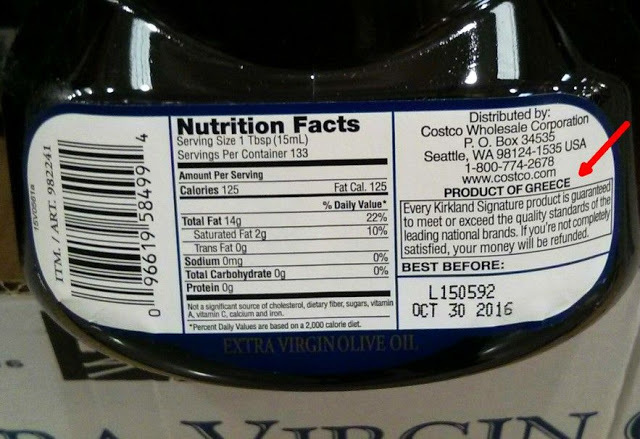 ITM. / ART. 982241
15V0561a
0 96619 58499 4
Nutrition Facts
Serving Size 1 Tbsp (15mL)
Servings Per Container 133
Amount Per Serving
Calories 125 Fat Cal. 125
% Daily Value*
Total Fat 14g 22%
Saturated Fat 2g 10%
Trans Fat 0g
Sodium 0mg 0%
Total Carbohydrate 0g 0%
Protein 0g
Not a significant source of cholesterol, dietary fiber, sugars, vitamin
A, vitamin C, calcium and iron.
*Percent Daily Values are based on a 2,000 calorie diet.
Distributed by:
Costco Wholesale Corporation
P. O. Box 34535
Seattle, WA 98124-1535 USA
1-800-774-2678
www.costco.com
PRODUCT OF GREECE
Every Kirkland Signature product is guaranteed
to meet or exceed the quality standards of the
leading national brands. If you're not completely
satisfied, your money will be refunded.
BEST BEFORE:
L150592
OCT 30 2016
EXTRA VIRGIN OLIVE OIL
VIRGIN